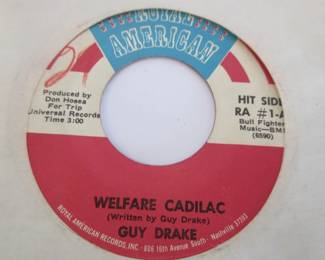 ROYAL
AMERICAN
Produced by
Don Hosea
For Trip
Universal Records
Time 3:00
HIT SIDE
RA #1-A
Bull Fighter
Music—BMI
(6590)
WELFARE CADILAC
(Written by Guy Drake)
GUY DRAKE
ROYAL AMERICAN RECORDS, INC. · 806 16th Avenue South · Nashville 37203